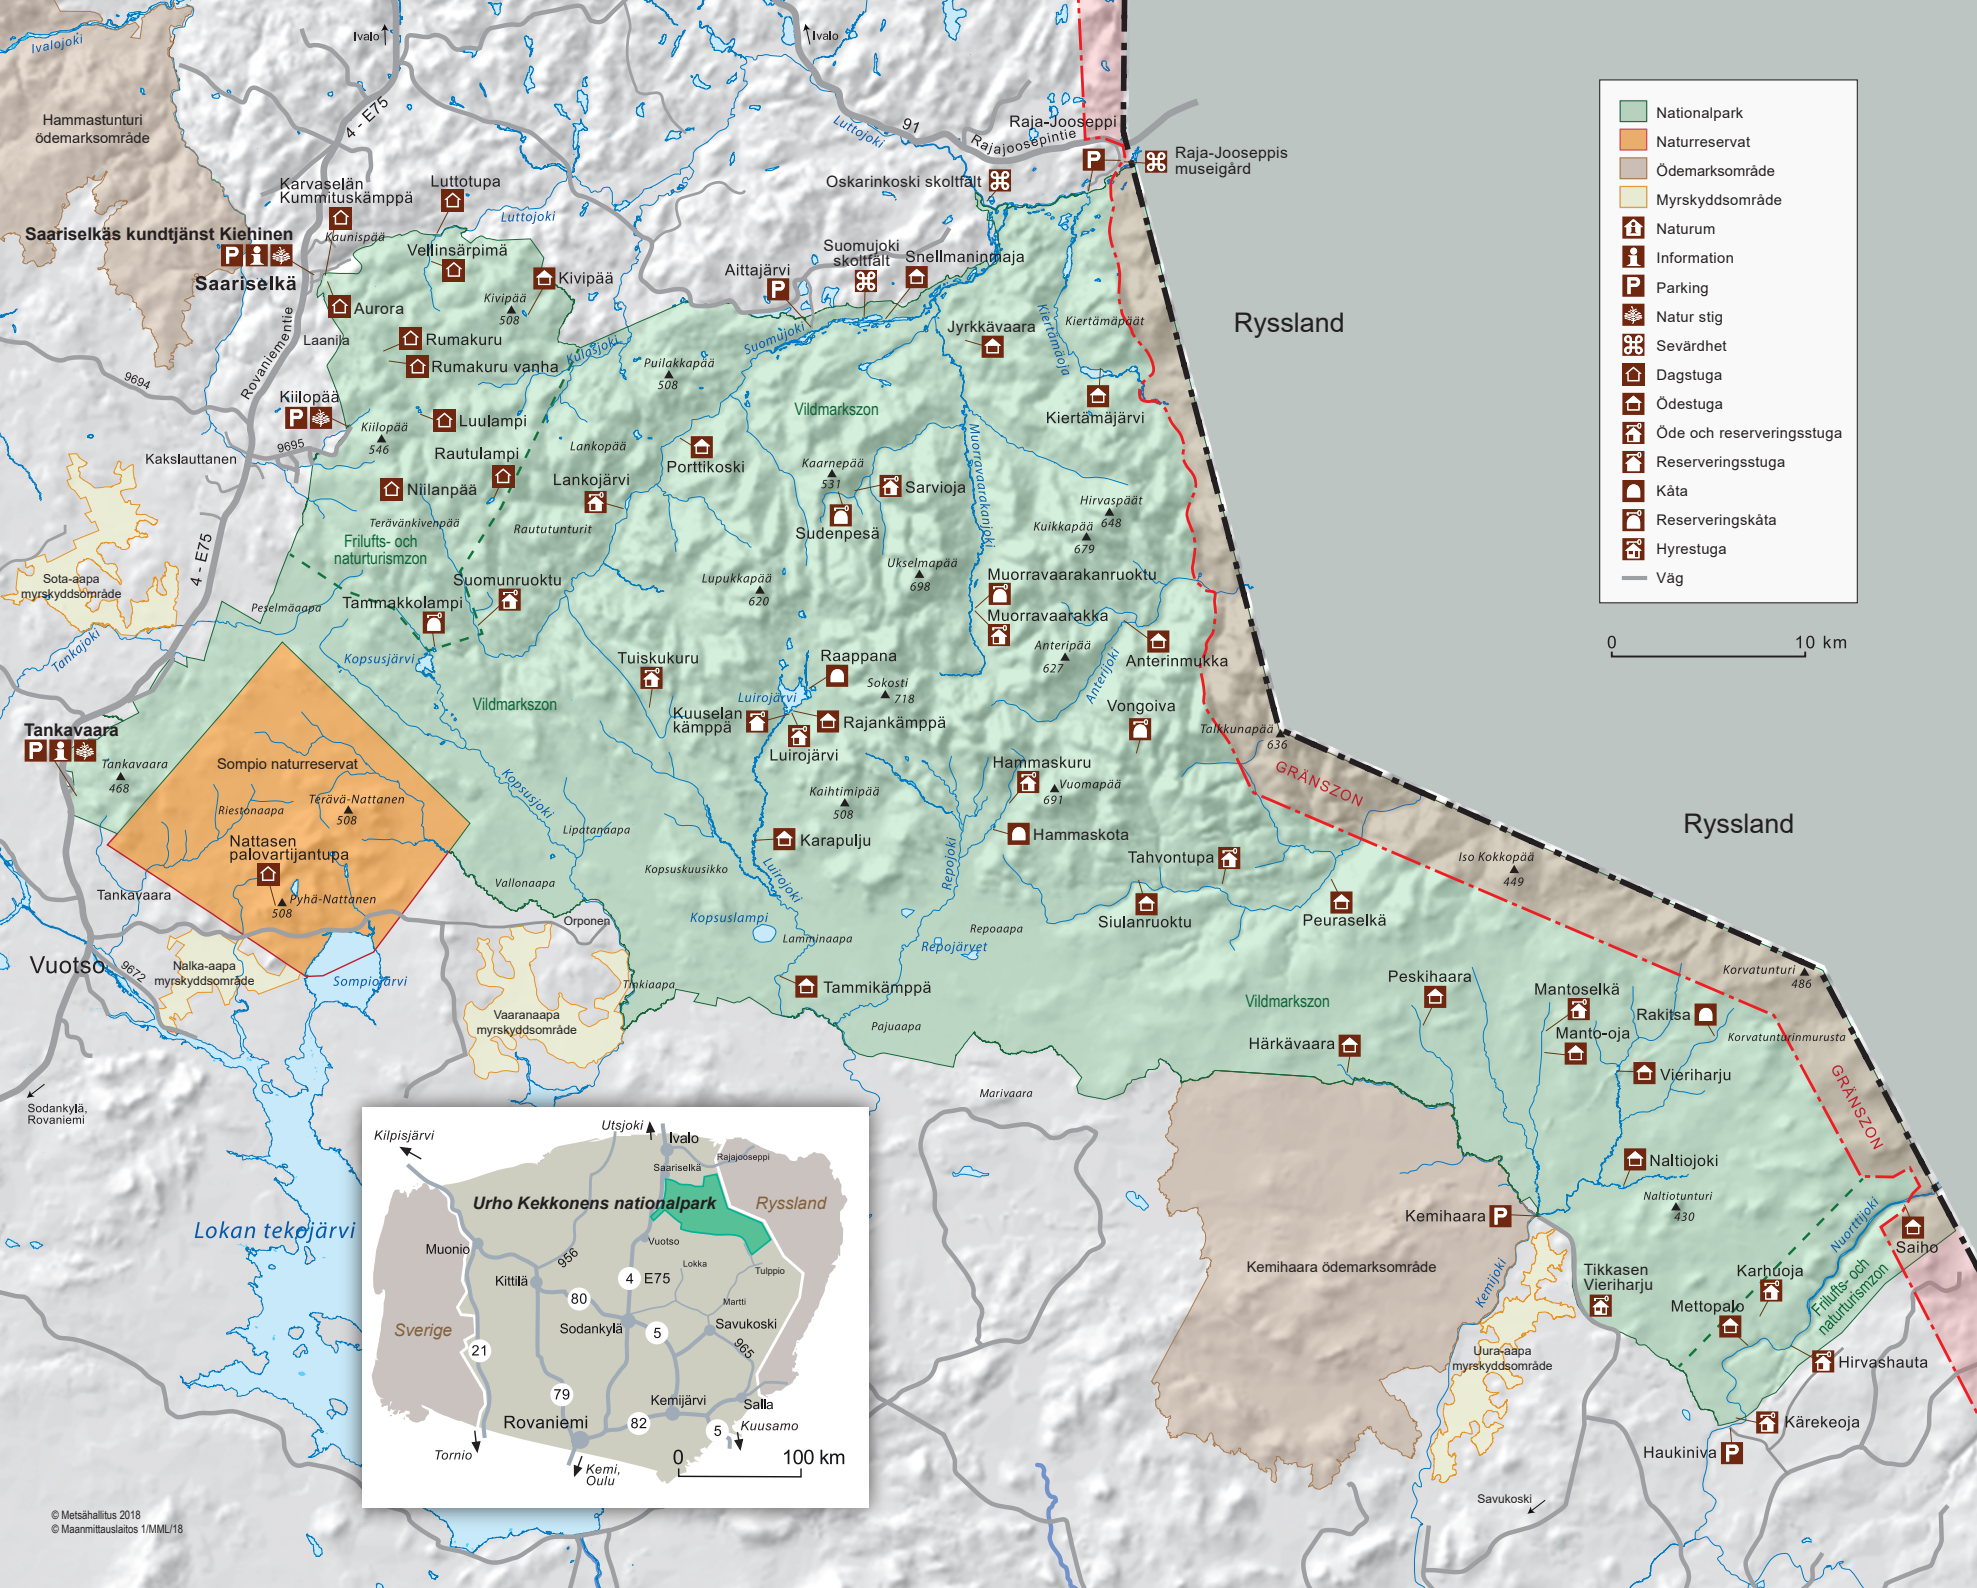 Ivalojoki
Ivalo
Ivalo
Hammastunturi
ödemarksområde
4 - E75
91
Luttojoki
Rajajoosepintie
Raja-Jooseppi
Raja-Jooseppis
museigård
Oskarinkoski skoltfält
Karvaselän
Kummituskämppä
Luttotupa
Luttojoki
Kaunispää
Saariselkäs kundtjänst Kiehinen
Saariselkä
Vellinsärpimä
Kivipää
Kivipää
508
Aurora
Laanila
Rumakuru
Rumakuru vanha
Rovaniementie
9694
Kiilopää
Kiilopää
546
9695
Kakslauttanen
Luulampi
Rautulampi
Niilanpää
Terävänkivenpää
Frilufts- och
naturturismzon
Aittajärvi
Suomujoki
skoltfält
Snellmaninmaja
Suomujoki
Kulasjoki
Puilakkapää
508
Jyrkkävaara
Kiertämäoja
Kiertämäpäät
Kiertämäjärvi
Vildmarkszon
Lankopää
Porttikoski
Lankojärvi
Raututunturit
Kaarnepää
531
Sarvioja
Sudenpesä
Muorravaarakanjoki
Hirvaspäät
648
Kuikkapää
679
Ukselmapää
698
Lupukkapää
620
Muorravaarakanruoktu
Muorravaarakka
Anteripää
627
Anterijoki
Anterinmukka
Suomunruoktu
Tammakkolampi
Peselmäaapa
Kopsusjärvi
Sota-aapa
myrskyddsområde
4 - E75
Tankajoki
Tankavaara
Tankavaara
468
Sompio naturreservat
Riestonaapa
Terävä-Nattanen
508
Nattasen
palovartijantupa
Pyhä-Nattanen
508
Tankavaara
Vildmarkszon
Tuiskukuru
Raappana
Sokosti
718
Luirojärvi
Kuuselan
kämppä
Rajankämppä
Luirojärvi
Vongoiva
Talkkunapää
636
GRÄNSZON
Hammaskuru
Vuomapää
691
Kaihtimipää
508
Karapulju
Hammaskota
Kopsusjoki
Lipatanaapa
Kopsuskuusikko
Luirojoki
Repojoki
Tahvontupa
Siulanruoktu
Peuraselkä
Iso Kokkopää
449
Vallonaapa
Orponen
Kopsuslampi
Lamminaapa
Repojärvet
Repoaapa
Tammikämppä
Pajuaapa
Tinkiaapa
Vaaranaapa
myrskyddsområde
Vuotso
9672
Nalka-aapa
myrskyddsområde
Sompiojärvi
Sodankylä,
Rovaniemi
Lokan tekojärvi
Marivaara
Vildmarkszon
Härkävaara
Peskihaara
Mantoselkä
Manto-oja
Rakitsa
Vieriharju
Korvatunturi
486
Korvatunturinmurusta
GRÄNSZON
Naltiojoki
Naltiotunturi
430
Nuorttijoki
Saiho
Kemihaara
Kemihaara ödemarksområde
Kemijoki
Tikkasen
Vieriharju
Karhuoja
Mettopalo
Frilufts- och
naturturismzon
Hirvashauta
Kärekeoja
Haukiniva
Uura-aapa
myrskyddsområde
Savukoski
Ryssland
Ryssland
Nationalpark
Naturreservat
Ödemarksområde
Myrskyddsområde
Naturum
Information
Parking
Natur stig
Sevärdhet
Dagstuga
Ödestuga
Öde och reserveringsstuga
Reserveringsstuga
Kåta
Reserveringskåta
Hyrestuga
Väg
0 10 km
Kilpisjärvi
Utsjoki
Ivalo
Saariselkä
Rajajooseppi
Urho Kekkonens nationalpark
Ryssland
Muonio
Vuotso
956
Kittilä
4 E75
Lokka
Tulppio
80
Martti
Sodankylä
5
Savukoski
Sverige
21
965
79
Kemijärvi
Salla
Rovaniemi
82
5
Kuusamo
Tornio
Kemi,
Oulu
0 100 km
© Metsähallitus 2018
© Maanmittauslaitos 1/MML/18